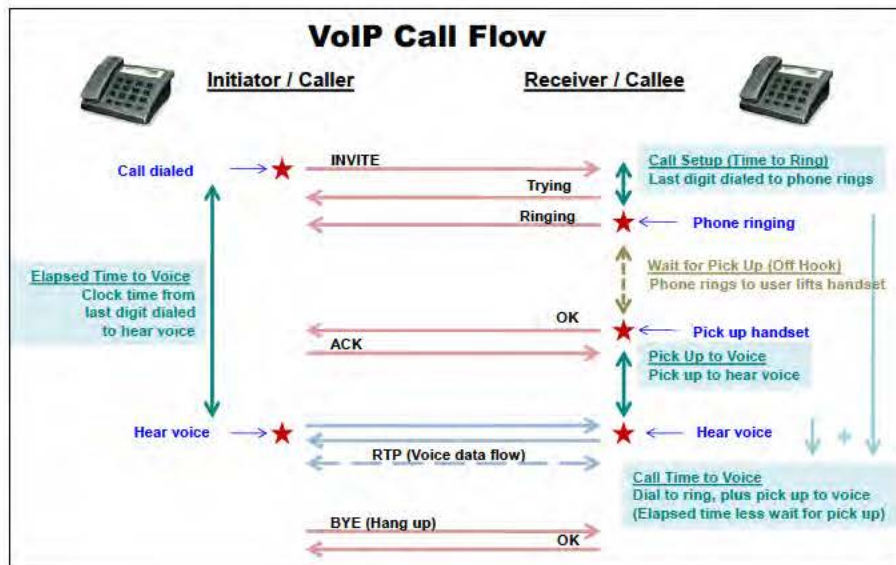 VoIP Call Flow
Initiator / Caller
Receiver / Callee
Call dialed
INVITE
Call Setup (Time to Ring)
Last digit dialed to phone rings
Trying
Ringing
Phone ringing
Elapsed Time to Voice
Clock time from
last digit dialed
to hear voice
Wait for Pick Up (Off Hook)
Phone rings to user lifts handset
OK
Pick up handset
ACK
Pick Up to Voice
Pick up to hear voice
Hear voice
Hear voice
+
RTP (Voice data flow)
Call Time to Voice
Dial to ring, plus pick up to voice
(Elapsed time less wait for pick up)
BYE (Hang up)
OK